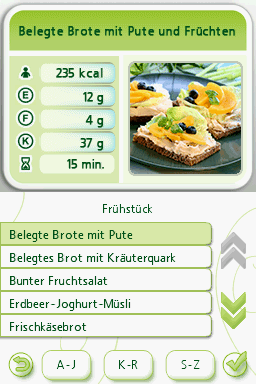 Belegte Brote mit Pute und Früchten
235 kcal
E 12 g
F 4 g
K 37 g
15 min.
Frühstück
Belegte Brote mit Pute
Belegtes Brot mit Kräuterquark
Bunter Fruchtsalat
Erdbeer-Joghurt-Müsli
Frischkäsebrot
A-J K-R S-Z